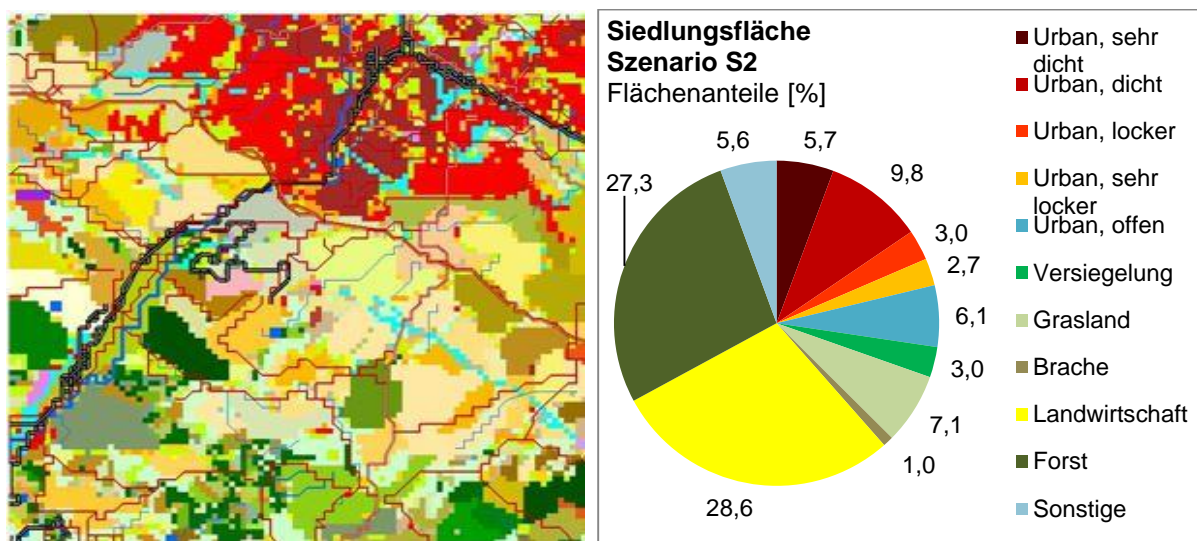 Siedlungsfläche
Szenario S2
Flächenanteile [%]
5,6
5,7
27,3
9,8
3,0
2,7
6,1
3,0
7,1
1,0
28,6
Urban, sehr
dicht
Urban, dicht
Urban, locker
Urban, sehr
locker
Urban, offen
Versiegelung
Grasland
Brache
Landwirtschaft
Forst
Sonstige